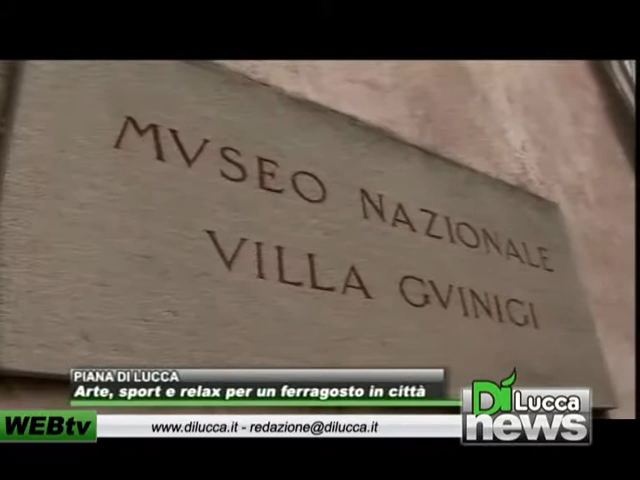 MVSEO NAZIONALE
VILLA GVINIGI
PIANA DI LUCCA
Arte, sport e relax per un ferragosto in città
WEBtv
www.dilucca.it - redazione@dilucca.it
Dì Lucca
news